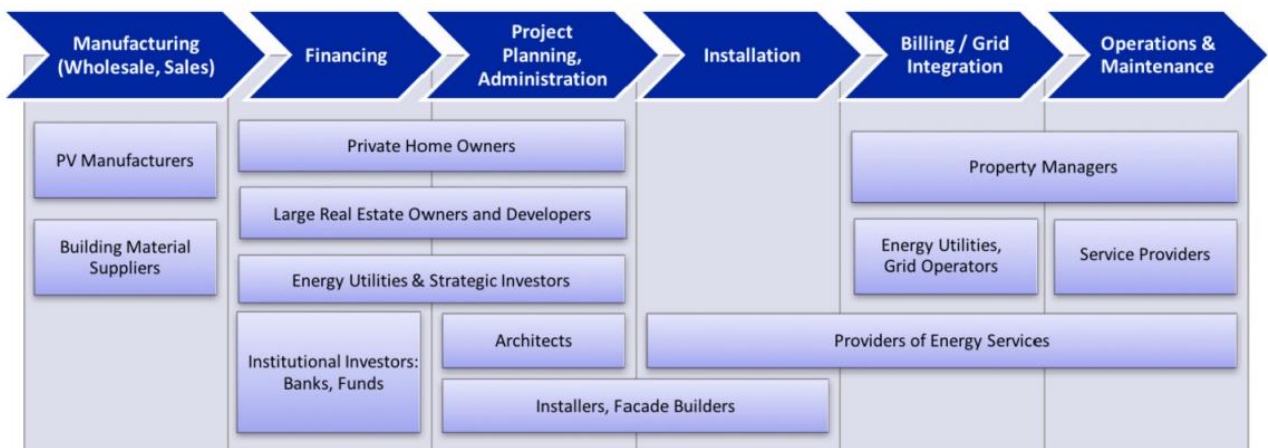 Manufacturing
(Wholesale, Sales)
Financing
Project
Planning,
Administration
Installation
Billing / Grid
Integration
Operations &
Maintenance
PV Manufacturers
Building Material
Suppliers
Private Home Owners
Large Real Estate Owners and Developers
Energy Utilities & Strategic Investors
Institutional Investors:
Banks, Funds
Architects
Installers, Facade Builders
Property Managers
Energy Utilities,
Grid Operators
Service Providers
Providers of Energy Services